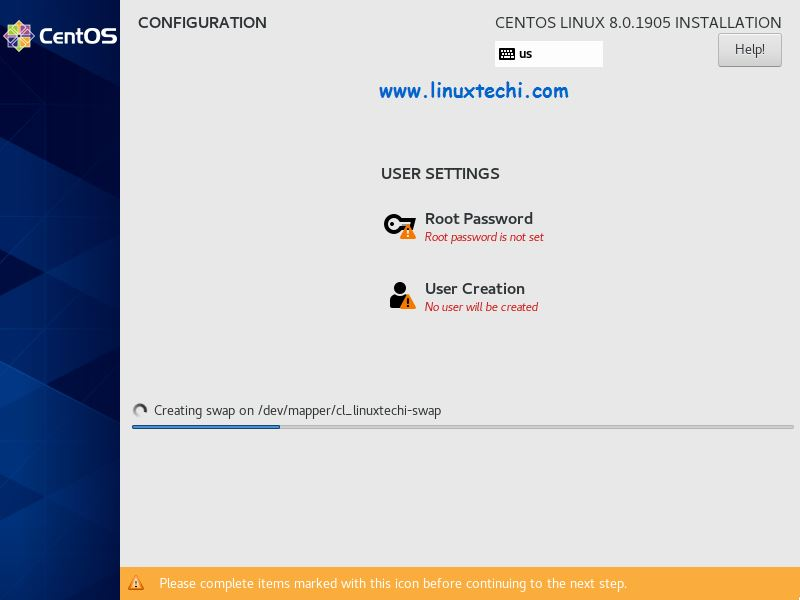 CentOS
CONFIGURATION
CENTOS LINUX 8.0.1905 INSTALLATION
us
Help!
www.linuxtechi.com
USER SETTINGS
Root Password
Root password is not set
User Creation
No user will be created
Creating swap on /dev/mapper/cl_linuxtechi-swap
Please complete items marked with this icon before continuing to the next step.